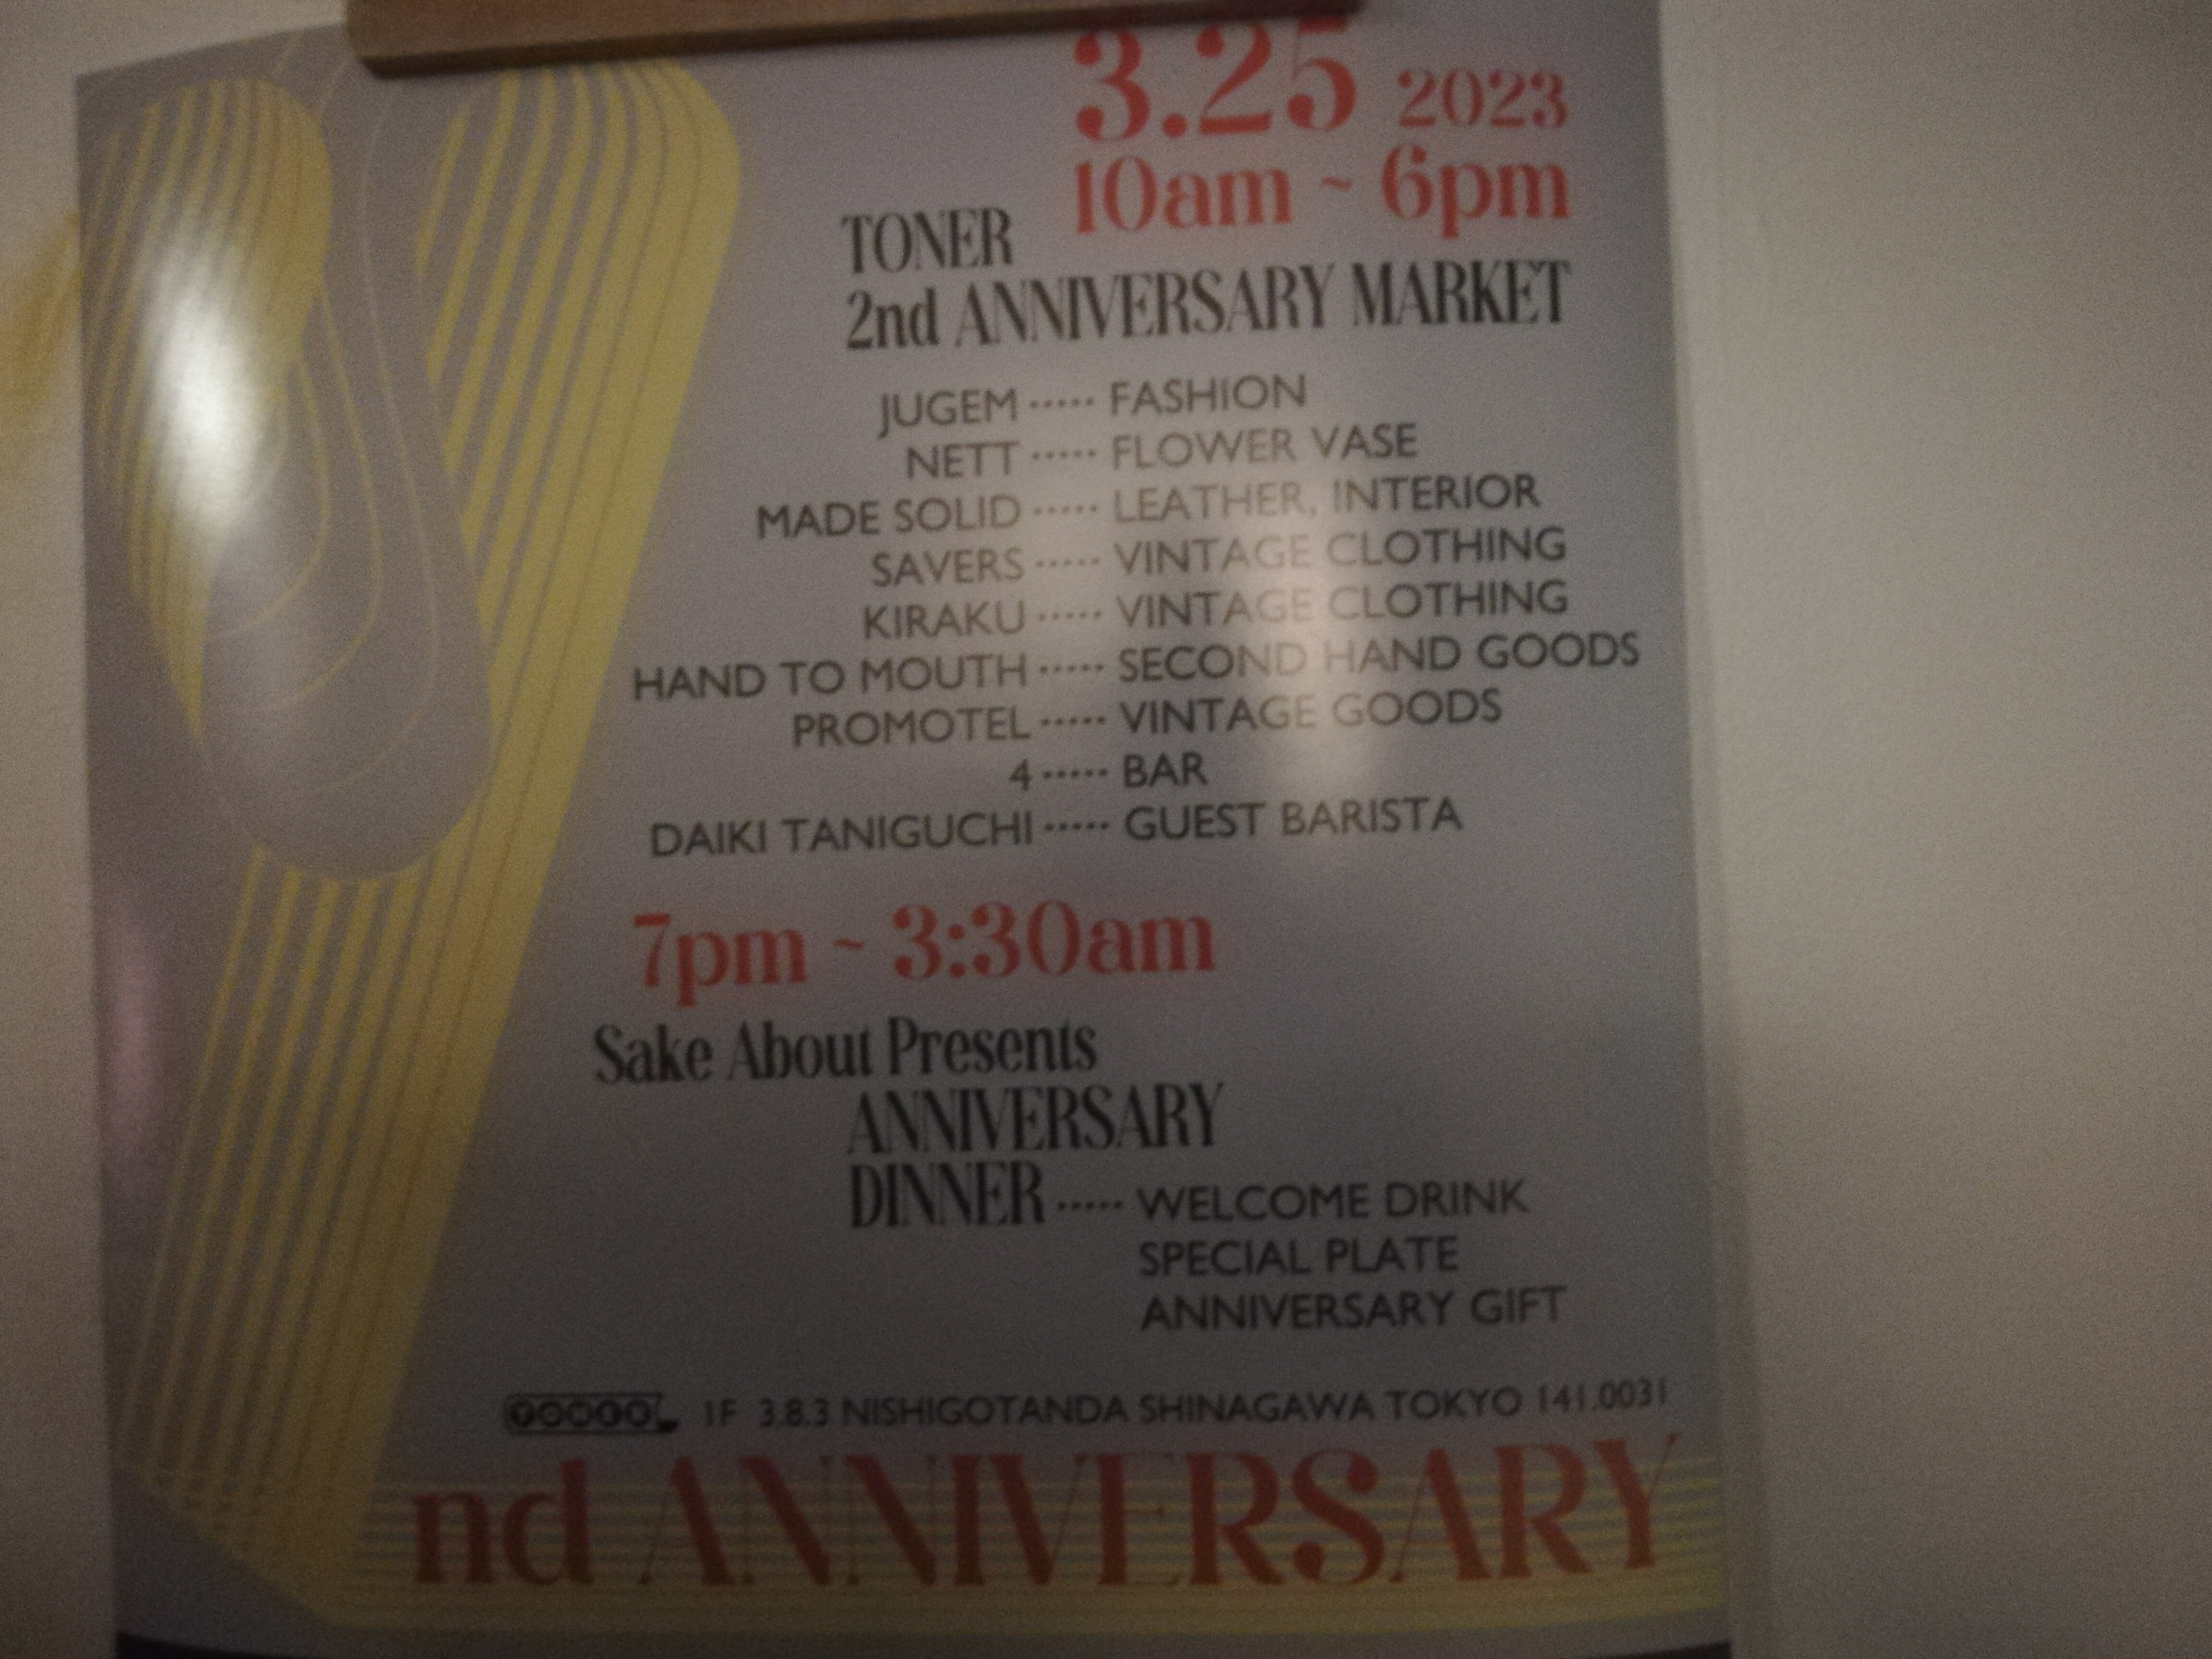 3.25 2023
10am ~ 6pm
TONER
2nd ANNIVERSARY MARKET
JUGEM ····· FASHION
NETT ····· FLOWER VASE
MADE SOLID ····· LEATHER, INTERIOR
SAVERS ····· VINTAGE CLOTHING
KIRAKU ····· VINTAGE CLOTHING
HAND TO MOUTH ····· SECOND HAND GOODS
PROMOTEL ····· VINTAGE GOODS
4 ····· BAR
DAIKI TANIGUCHI ····· GUEST BARISTA
7pm ~ 3:30am
Sake About Presents
ANNIVERSARY
DINNER ····· WELCOME DRINK
SPECIAL PLATE
ANNIVERSARY GIFT
1F 3.8.3 NISHIGOTANDA SHINAGAWA TOKYO 141.0031
nd ANNIVERSARY